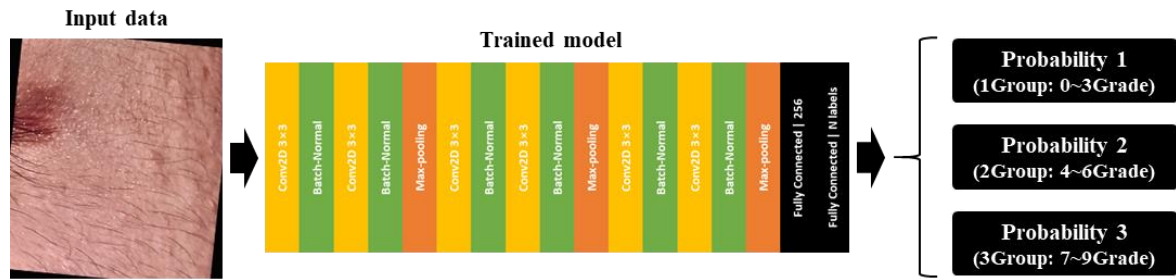 Input data
Trained model
Conv2D 3×3
Batch-Normal
Conv2D 3×3
Batch-Normal
Max-pooling
Conv2D 3×3
Batch-Normal
Conv2D 3×3
Batch-Normal
Max-pooling
Conv2D 3×3
Batch-Normal
Conv2D 3×3
Batch-Normal
Max-pooling
Fully Connected | 256
Fully Connected | N labels
Probability 1
(1Group: 0~3Grade)
Probability 2
(2Group: 4~6Grade)
Probability 3
(3Group: 7~9Grade)